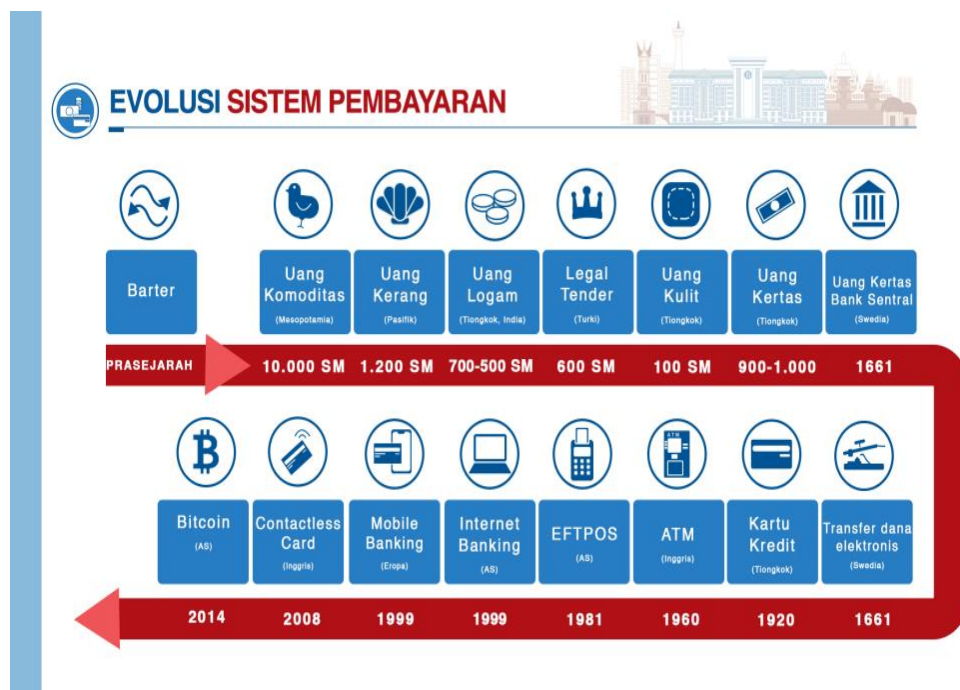 EVOLUSI SISTEM PEMBAYARAN
Barter
Uang
Komoditas
(Mesopotamia)
Uang
Kerang
(Pasifik)
Uang
Logam
(Tiongkok, India)
Legal
Tender
(Turki)
Uang
Kulit
(Tiongkok)
Uang
Kertas
(Tiongkok)
Uang Kertas
Bank Sentral
(Swedia)
PRASEJARAH
10.000 SM
1.200 SM
700-500 SM
600 SM
100 SM
900-1.000
1661
ATM
Bitcoin
(AS)
Contactless
Card
(Inggris)
Mobile
Banking
(Eropa)
Internet
Banking
(AS)
EFTPOS
(AS)
ATM
(Inggris)
Kartu
Kredit
(Tiongkok)
Transfer dana
elektronis
(Swedia)
2014
2008
1999
1999
1981
1960
1920
1661